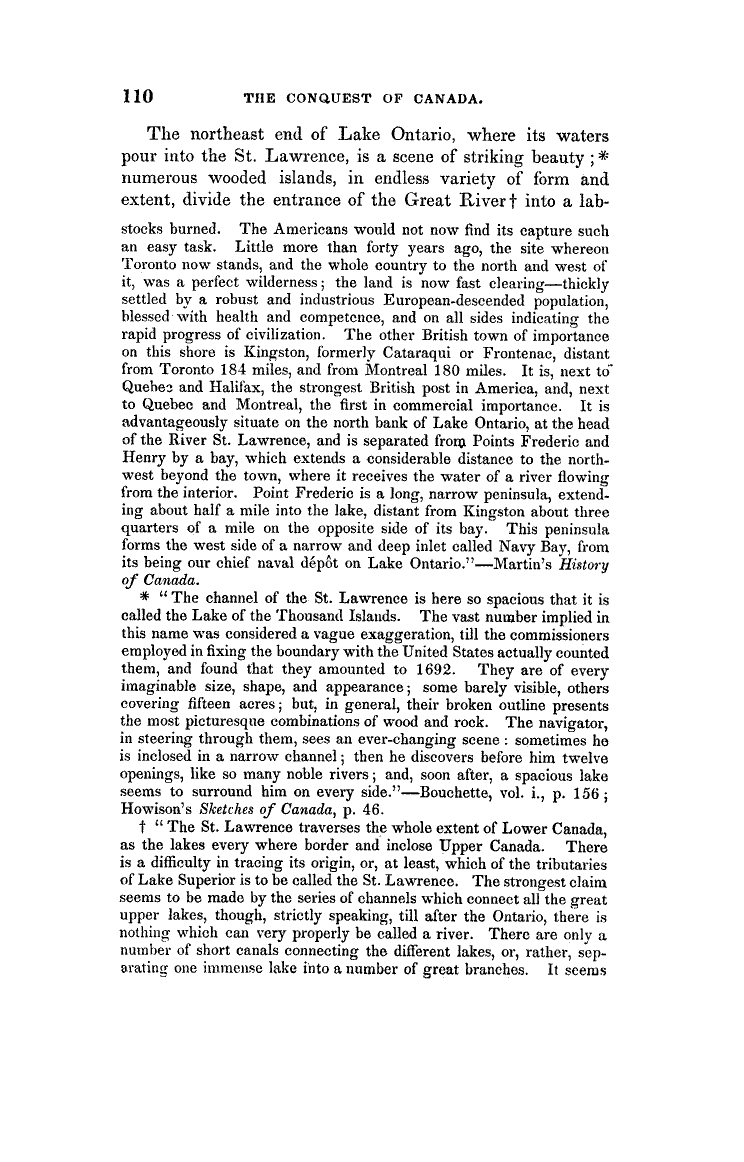 110 THE CONQUEST OF CANADA.
The northeast end of Lake Ontario, where its waters
pour into the St. Lawrence, is a scene of striking beauty ;*
numerous wooded islands, in endless variety of form and
extent, divide the entrance of the Great River† into a lab-
stocks burned. The Americans would not now find its capture such
an easy task. Little more than forty years ago, the site whereon
Toronto now stands, and the whole country to the north and west of
it, was a perfect wilderness; the land is now fast clearing—thickly
settled by a robust and industrious European-descended population,
blessed with health and competence, and on all sides indicating the
rapid progress of civilization. The other British town of importance
on this shore is Kingston, formerly Cataraqui or Frontenac, distant
from Toronto 184 miles, and from Montreal 180 miles. It is, next to
Quebec and Halifax, the strongest British post in America, and, next
to Quebec and Montreal, the first in commercial importance. It is
advantageously situate on the north bank of Lake Ontario, at the head
of the River St. Lawrence, and is separated from Points Frederic and
Henry by a bay, which extends a considerable distance to the north-
west beyond the town, where it receives the water of a river flowing
from the interior. Point Frederic is a long, narrow peninsula, extend-
ing about half a mile into the lake, distant from Kingston about three
quarters of a mile on the opposite side of its bay. This peninsula
forms the west side of a narrow and deep inlet called Navy Bay, from
its being our chief naval dépôt on Lake Ontario."—Martin's History
of Canada.
* "The channel of the St. Lawrence is here so spacious that it is
called the Lake of the Thousand Islands. The vast number implied in
this name was considered a vague exaggeration, till the commissioners
employed in fixing the boundary with the United States actually counted
them, and found that they amounted to 1692. They are of every
imaginable size, shape, and appearance; some barely visible, others
covering fifteen acres; but, in general, their broken outline presents
the most picturesque combinations of wood and rock. The navigator,
in steering through them, sees an ever-changing scene : sometimes he
is inclosed in a narrow channel; then he discovers before him twelve
openings, like so many noble rivers; and, soon after, a spacious lake
seems to surround him on every side."—Bouchette, vol. i., p. 156;
Howison's Sketches of Canada, p. 46.
† "The St. Lawrence traverses the whole extent of Lower Canada,
as the lakes every where border and inclose Upper Canada. There
is a difficulty in tracing its origin, or, at least, which of the tributaries
of Lake Superior is to be called the St. Lawrence. The strongest claim
seems to be made by the series of channels which connect all the great
upper lakes, though, strictly speaking, till after the Ontario, there is
nothing which can very properly be called a river. There are only a
number of short canals connecting the different lakes, or, rather, sep-
arating one immense lake into a number of great branches. It seems